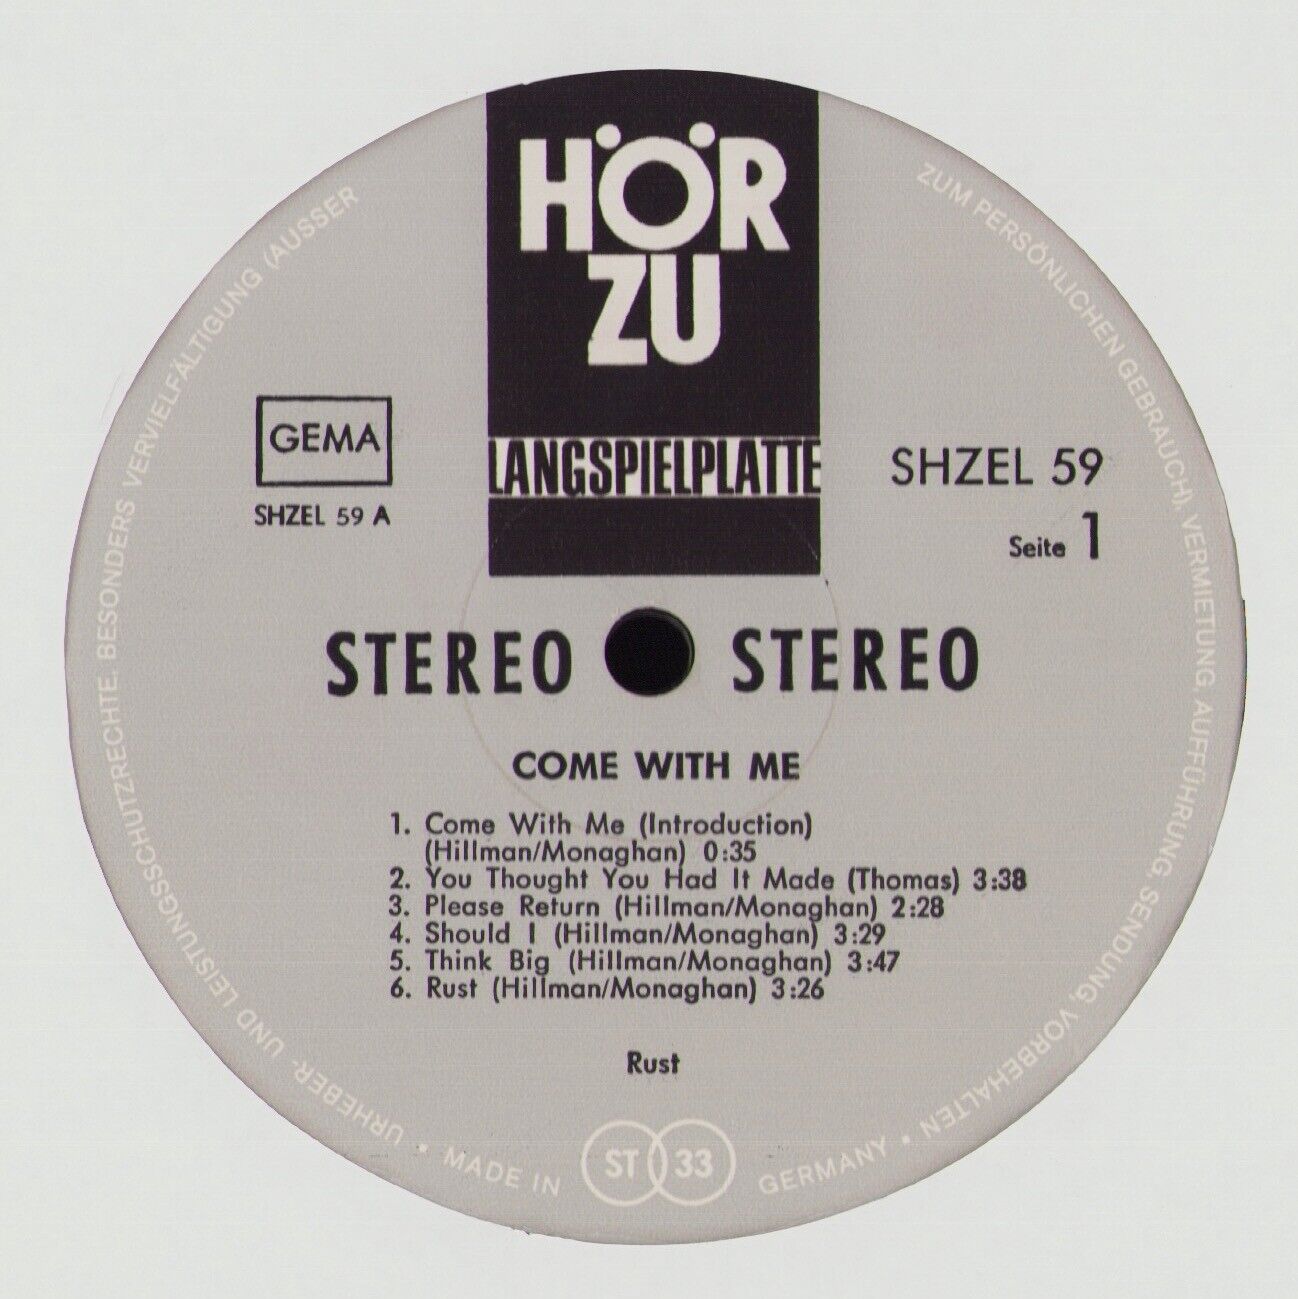 HÖR
ZU
LANGSPIELPLATTE
GEMA
SHZEL 59 A
SHZEL 59
Seite 1
STEREO STEREO
COME WITH ME
1. Come With Me (Introduction)
(Hillman/Monaghan) 0:35
2. You Thought You Had It Made (Thomas) 3:38
3. Please Return (Hillman/Monaghan) 2:28
4. Should I (Hillman/Monaghan) 3:29
5. Think Big (Hillman/Monaghan) 3:47
6. Rust (Hillman/Monaghan) 3:26
Rust
URHEBER- UND LEISTUNGSSCHUTZRECHTE. BESONDERS VERVIELFÄLTIGUNG (AUSSER ZUM PERSÖNLICHEN GEBRAUCH), VERMIETUNG, AUFFÜHRUNG, SENDUNG, VORBEHALTEN •
• MADE IN ST 33 GERMANY